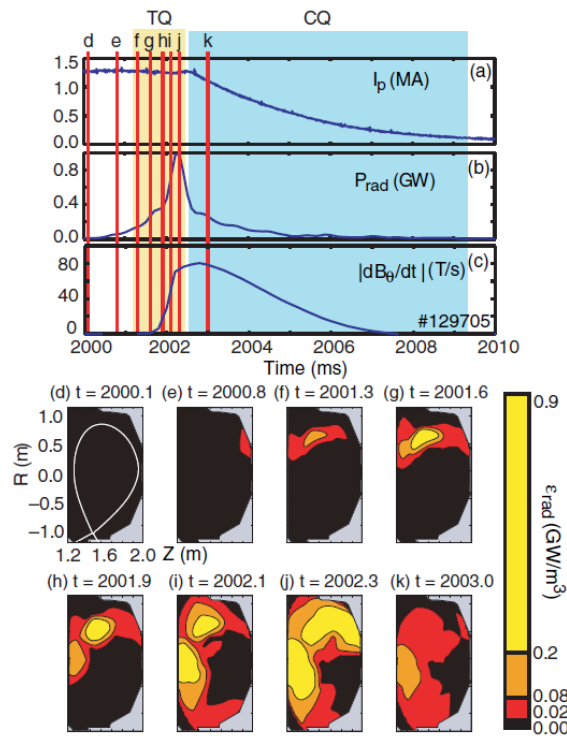 TQ CQ
d e f g h i j k
1.5 (a)
1.0 I_p (MA)
0.5
0.0
0.8 (b)
P_rad (GW)
0.4
0.0
(c)
80 |dB_θ/dt| (T/s)
40
0 #129705
2000 2002 2004 2006 2008 2010
Time (ms)
(d) t = 2000.1 (e) t = 2000.8 (f) t = 2001.3 (g) t = 2001.6
1.0
0.5
0.0
−0.5
−1.0
R (m)
1.2 1.6 2.0 Z (m)
(h) t = 2001.9 (i) t = 2002.1 (j) t = 2002.3 (k) t = 2003.0
0.9
ε_rad (GW/m³)
0.2
0.08
0.02
0.00